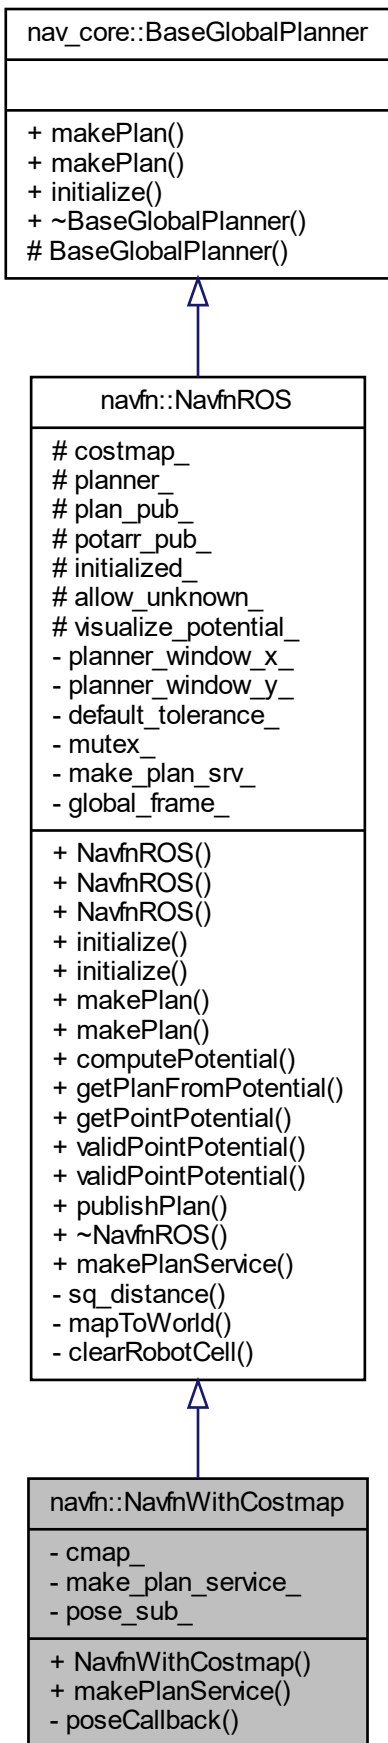 nav_core::BaseGlobalPlanner
+ makePlan()
+ makePlan()
+ initialize()
+ ~BaseGlobalPlanner()
# BaseGlobalPlanner()
navfn::NavfnROS
# costmap_
# planner_
# plan_pub_
# potarr_pub_
# initialized_
# allow_unknown_
# visualize_potential_
- planner_window_x_
- planner_window_y_
- default_tolerance_
- mutex_
- make_plan_srv_
- global_frame_
+ NavfnROS()
+ NavfnROS()
+ NavfnROS()
+ initialize()
+ initialize()
+ makePlan()
+ makePlan()
+ computePotential()
+ getPlanFromPotential()
+ getPointPotential()
+ validPointPotential()
+ validPointPotential()
+ publishPlan()
+ ~NavfnROS()
+ makePlanService()
- sq_distance()
- mapToWorld()
- clearRobotCell()
navfn::NavfnWithCostmap
- cmap_
- make_plan_service_
- pose_sub_
+ NavfnWithCostmap()
+ makePlanService()
- poseCallback()